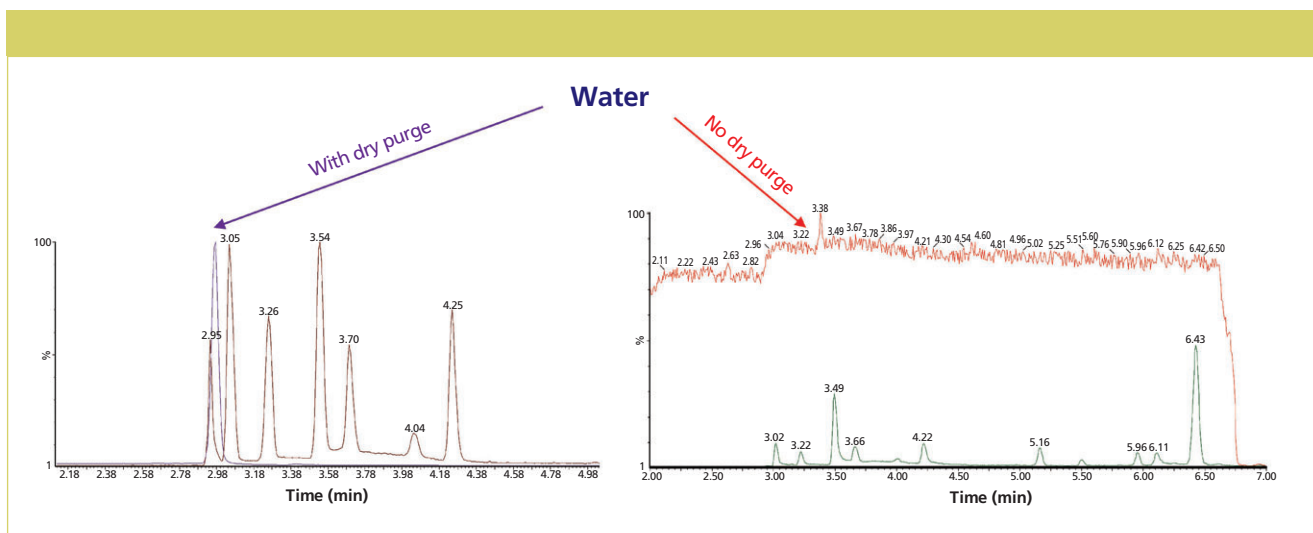 Water
With dry purge
No dry purge
100
%
1
2.95
3.05
3.26
3.54
3.70
4.04
4.25
2.18 2.38 2.58 2.78 2.98 3.18 3.38 3.58 3.78 3.98 4.18 4.38 4.58 4.78 4.98
Time (min)
100
%
1
2.11 2.22 2.43 2.63 2.82 2.96 3.04 3.22 3.38 3.49 3.67 3.78 3.86 3.97 4.21 4.30 4.54 4.60 4.81 4.96 5.02 5.25 5.51 5.60 5.76 5.90 5.96 6.12 6.25 6.42 6.50
3.02
3.22
3.49
3.66
4.22
5.16
5.96 6.11
6.43
2.00 2.50 3.00 3.50 4.00 4.50 5.00 5.50 6.00 6.50 7.00
Time (min)